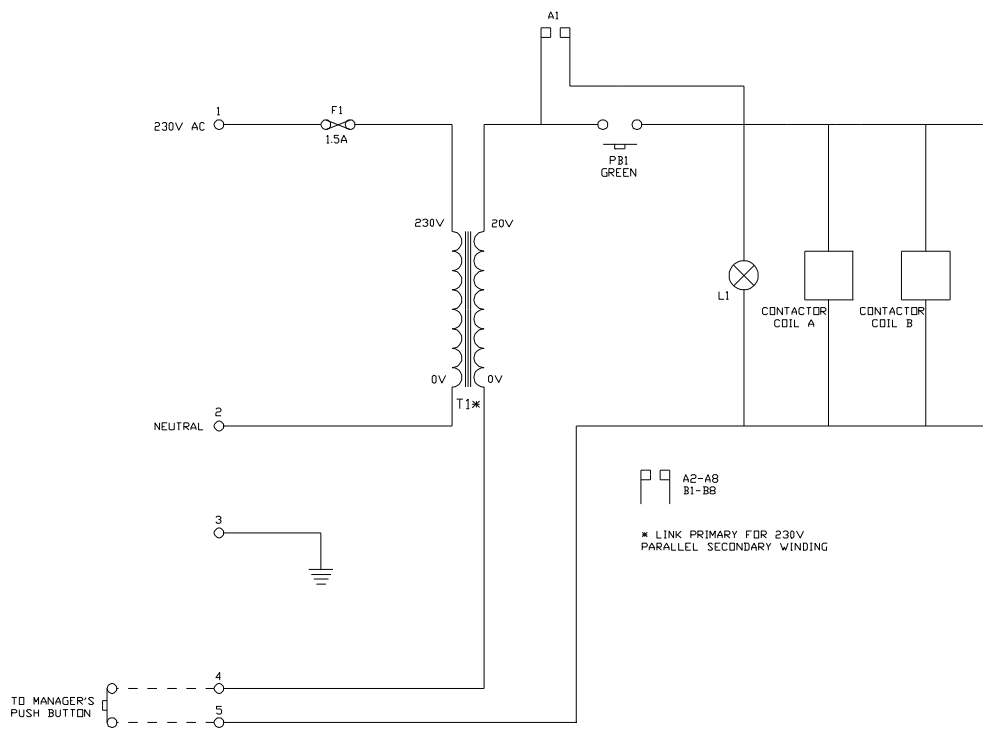 A1
1
F1
230V AC
1.5A
PB1
GREEN
230V
20V
L1
CONTACTOR
COIL A
CONTACTOR
COIL B
0V
0V
T1*
2
NEUTRAL
A2-A8
B1-B8
3
* LINK PRIMARY FOR 230V
PARALLEL SECONDARY WINDING
4
TO MANAGER'S
PUSH BUTTON
5